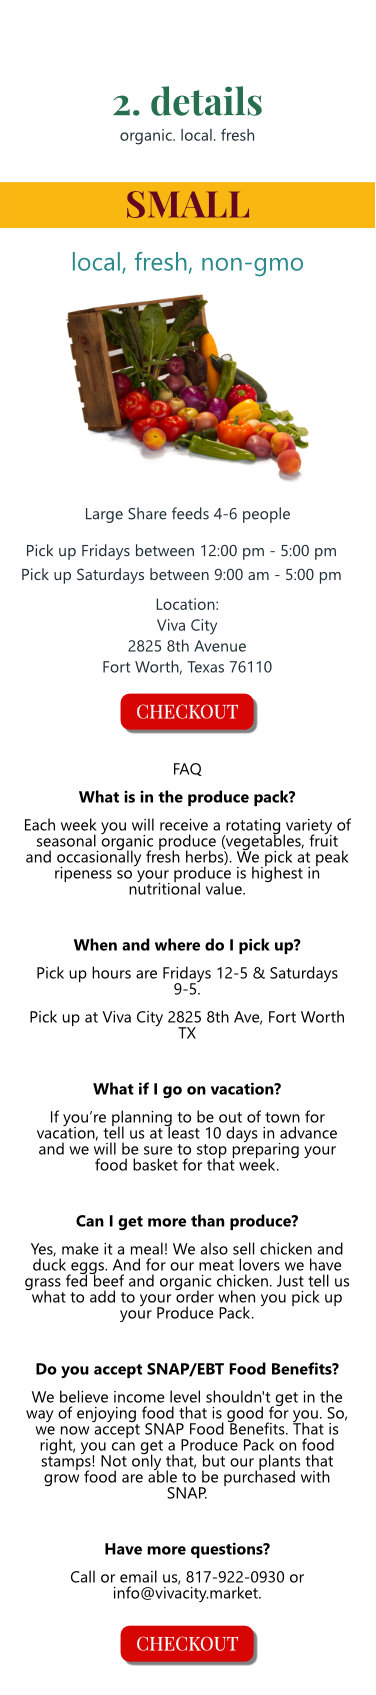 2. details
organic. local. fresh
SMALL
local, fresh, non-gmo
Large Share feeds 4-6 people
Pick up Fridays between 12:00 pm - 5:00 pm
Pick up Saturdays between 9:00 am - 5:00 pm
Location:
Viva City
2825 8th Avenue
Fort Worth, Texas 76110
CHECKOUT
FAQ
What is in the produce pack?
Each week you will receive a rotating variety of
seasonal organic produce (vegetables, fruit
and occasionally fresh herbs). We pick at peak
ripeness so your produce is highest in
nutritional value.
When and where do I pick up?
Pick up hours are Fridays 12-5 & Saturdays
9-5.
Pick up at Viva City 2825 8th Ave, Fort Worth
TX
What if I go on vacation?
If you’re planning to be out of town for
vacation, tell us at least 10 days in advance
and we will be sure to stop preparing your
food basket for that week.
Can I get more than produce?
Yes, make it a meal! We also sell chicken and
duck eggs. And for our meat lovers we have
grass fed beef and organic chicken. Just tell us
what to add to your order when you pick up
your Produce Pack.
Do you accept SNAP/EBT Food Benefits?
We believe income level shouldn't get in the
way of enjoying food that is good for you. So,
we now accept SNAP Food Benefits. That is
right, you can get a Produce Pack on food
stamps! Not only that, but our plants that
grow food are able to be purchased with
SNAP.
Have more questions?
Call or email us, 817-922-0930 or
info@vivacity.market.
CHECKOUT